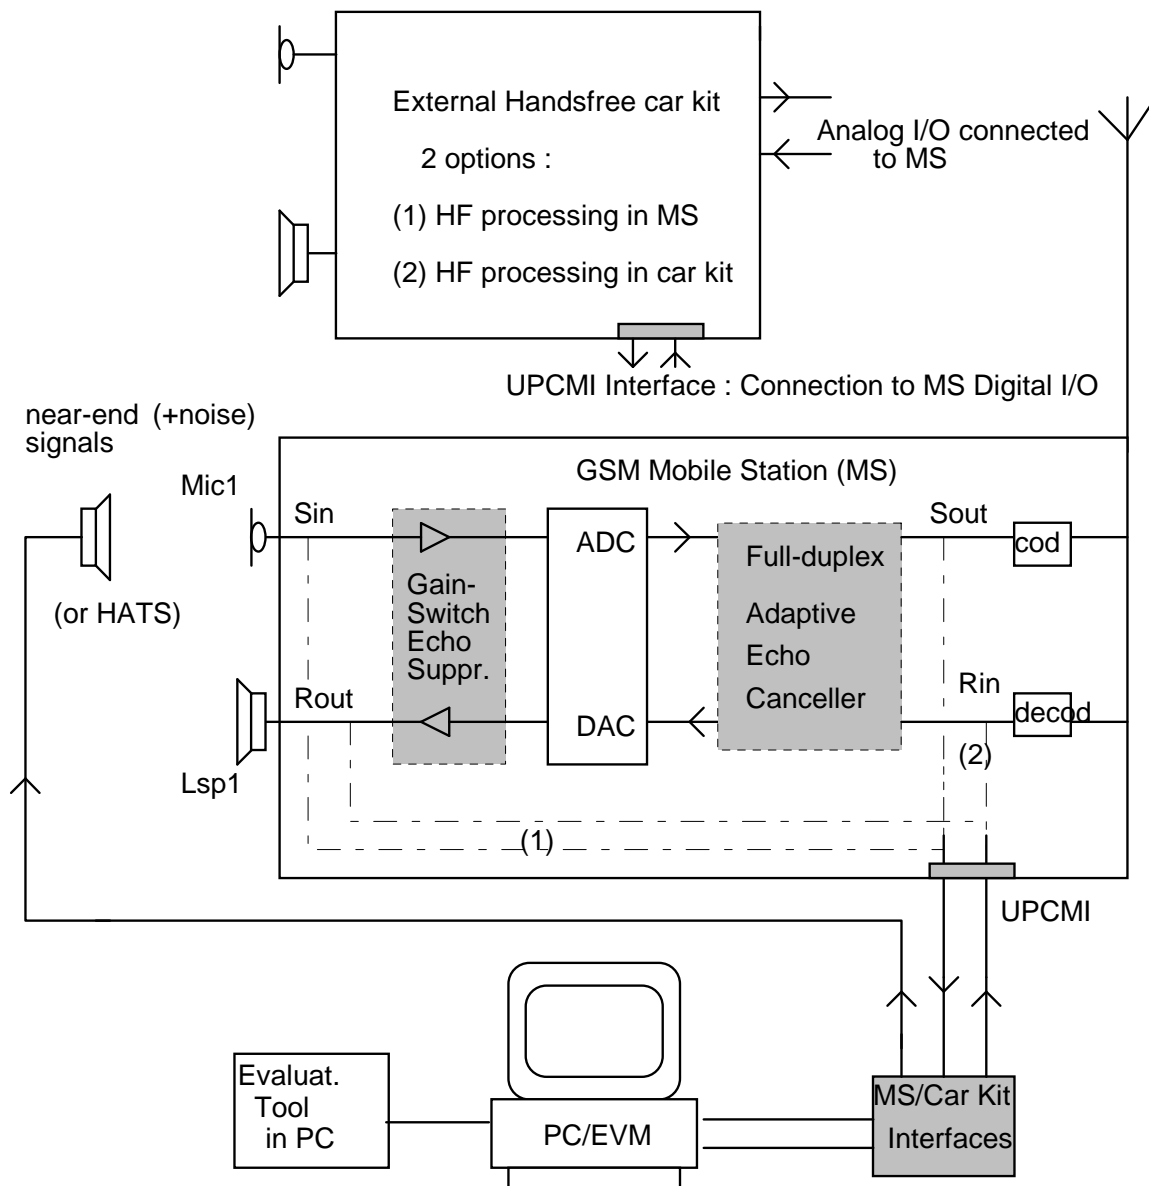 External Handsfree car kit
2 options :
(1) HF processing in MS
(2) HF processing in car kit
Analog I/O connected
to MS
UPCMI Interface : Connection to MS Digital I/O
near-end (+noise)
signals
(or HATS)
GSM Mobile Station (MS)
Mic1
Sin
Gain-
Switch
Echo
Suppr.
ADC
DAC
Full-duplex
Adaptive
Echo
Canceller
Sout
cod
Rout
Rin
decod
Lsp1
(2)
(1)
UPCMI
Evaluat.
Tool
in PC
PC/EVM
MS/Car Kit
Interfaces